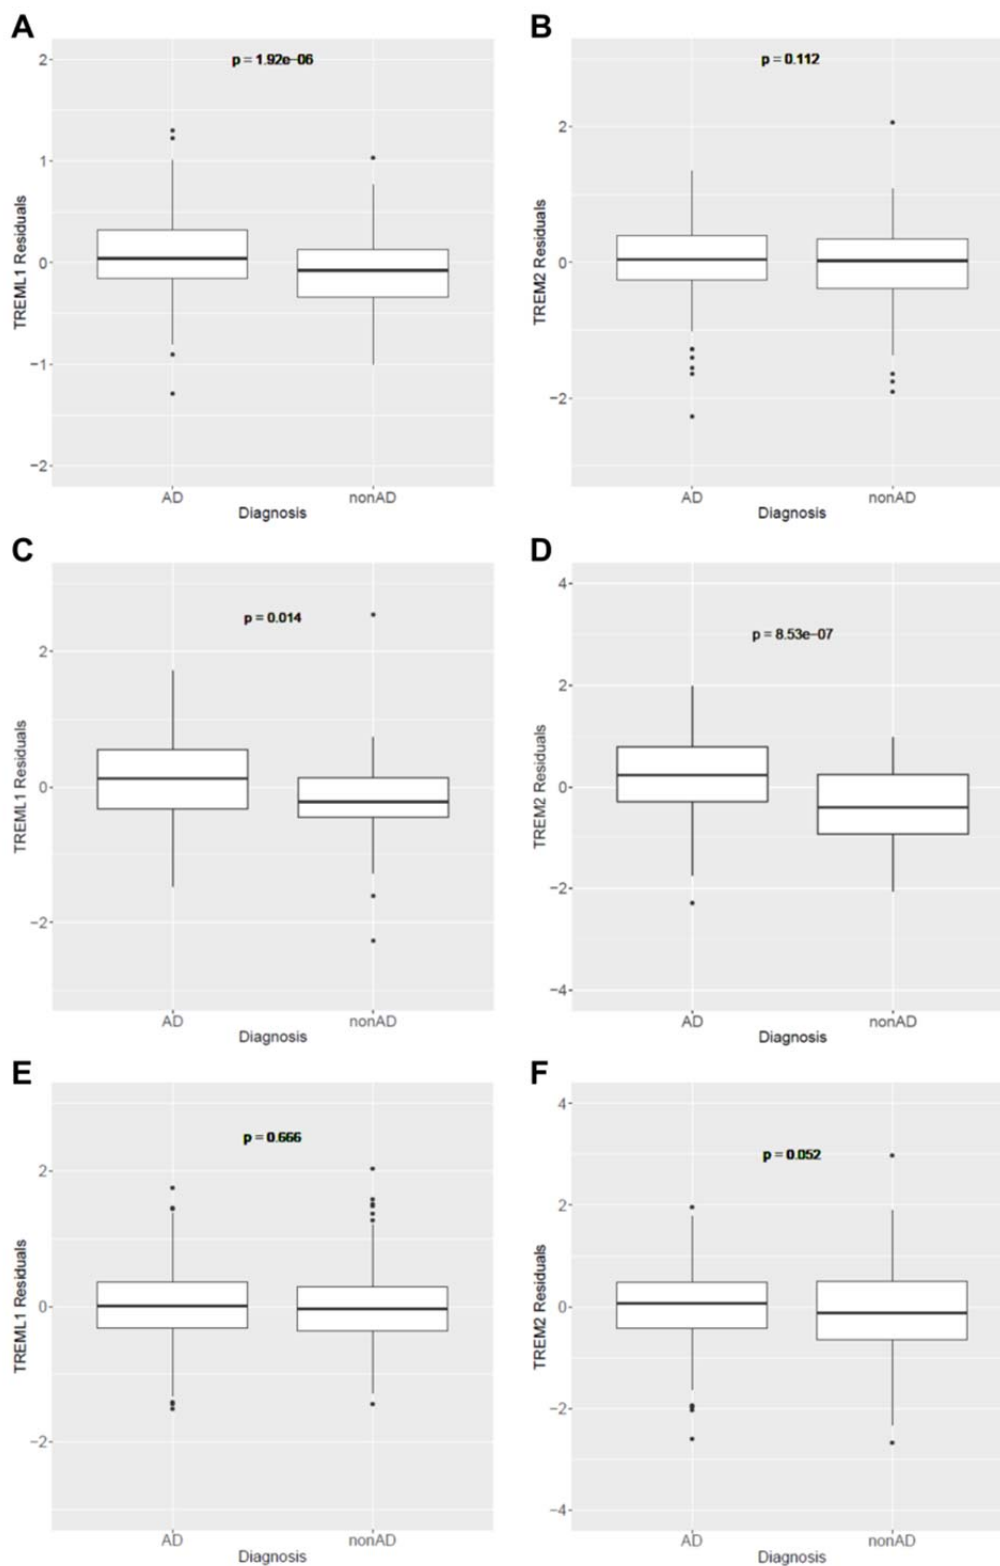 A
p = 1.92e−06
2
1
0
−1
−2
TREML1 Residuals
AD
nonAD
Diagnosis
B
p = 0.112
2
0
−2
TREM2 Residuals
AD
nonAD
Diagnosis
C
p = 0.014
2
0
−2
TREML1 Residuals
AD
nonAD
Diagnosis
D
p = 8.53e−07
4
2
0
−2
−4
TREM2 Residuals
AD
nonAD
Diagnosis
E
p = 0.666
2
0
−2
TREML1 Residuals
AD
nonAD
Diagnosis
F
p = 0.052
4
2
0
−2
−4
TREM2 Residuals
AD
nonAD
Diagnosis